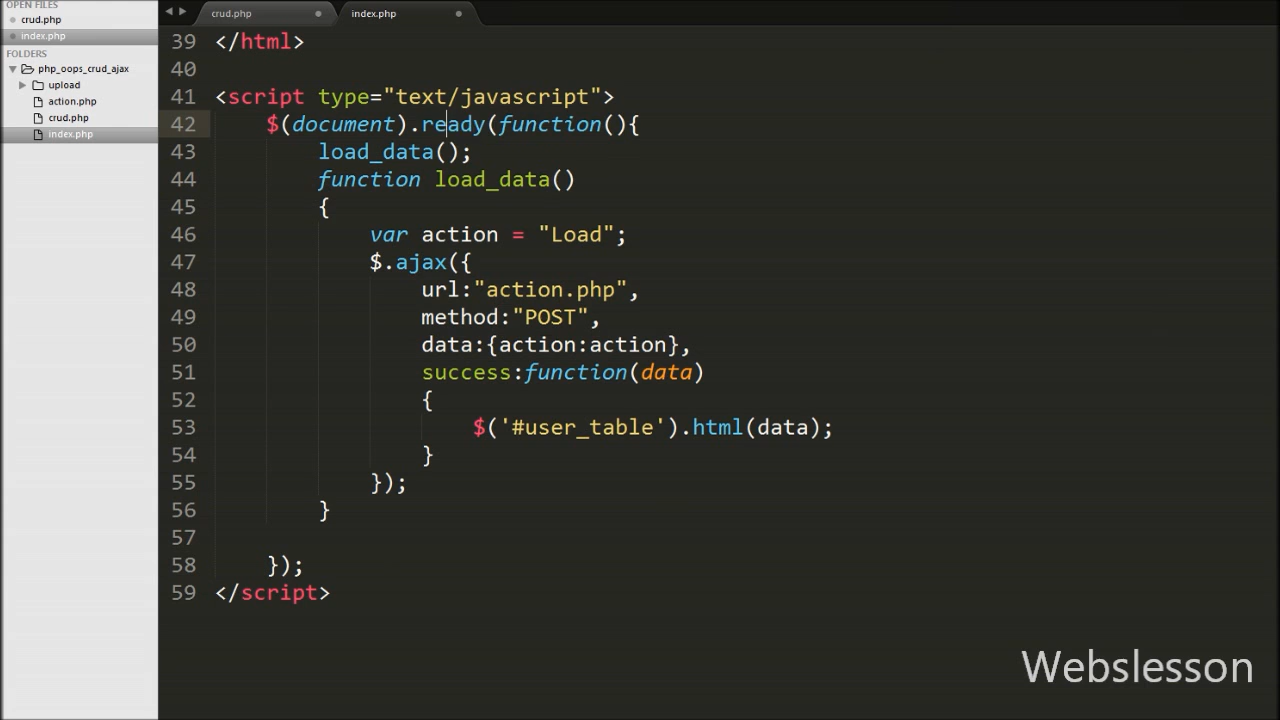 OPEN FILES
crud.php
index.php
FOLDERS
php_oops_crud_ajax
upload
action.php
crud.php
index.php
crud.php
index.php
39 </html>
40
41 <script type="text/javascript">
42 $(document).ready(function(){
43 load_data();
44 function load_data()
45 {
46 var action = "Load";
47 $.ajax({
48 url:"action.php",
49 method:"POST",
50 data:{action:action},
51 success:function(data)
52 {
53 $('#user_table').html(data);
54 }
55 });
56 }
57
58 });
59 </script>
Webslesson